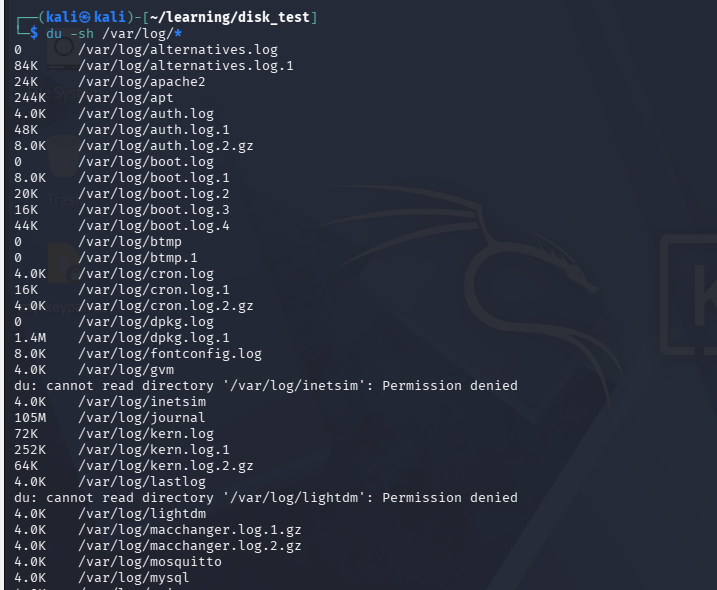 ┌──(kali㉿kali)-[~/learning/disk_test]
└─$ du -sh /var/log/*
0 /var/log/alternatives.log
84K /var/log/alternatives.log.1
24K /var/log/apache2
244K /var/log/apt
4.0K /var/log/auth.log
48K /var/log/auth.log.1
8.0K /var/log/auth.log.2.gz
0 /var/log/boot.log
8.0K /var/log/boot.log.1
20K /var/log/boot.log.2
16K /var/log/boot.log.3
44K /var/log/boot.log.4
0 /var/log/btmp
0 /var/log/btmp.1
4.0K /var/log/cron.log
16K /var/log/cron.log.1
4.0K /var/log/cron.log.2.gz
0 /var/log/dpkg.log
1.4M /var/log/dpkg.log.1
8.0K /var/log/fontconfig.log
4.0K /var/log/gvm
du: cannot read directory '/var/log/inetsim': Permission denied
4.0K /var/log/inetsim
105M /var/log/journal
72K /var/log/kern.log
252K /var/log/kern.log.1
64K /var/log/kern.log.2.gz
4.0K /var/log/lastlog
du: cannot read directory '/var/log/lightdm': Permission denied
4.0K /var/log/lightdm
4.0K /var/log/macchanger.log.1.gz
4.0K /var/log/macchanger.log.2.gz
4.0K /var/log/mosquitto
4.0K /var/log/mysql